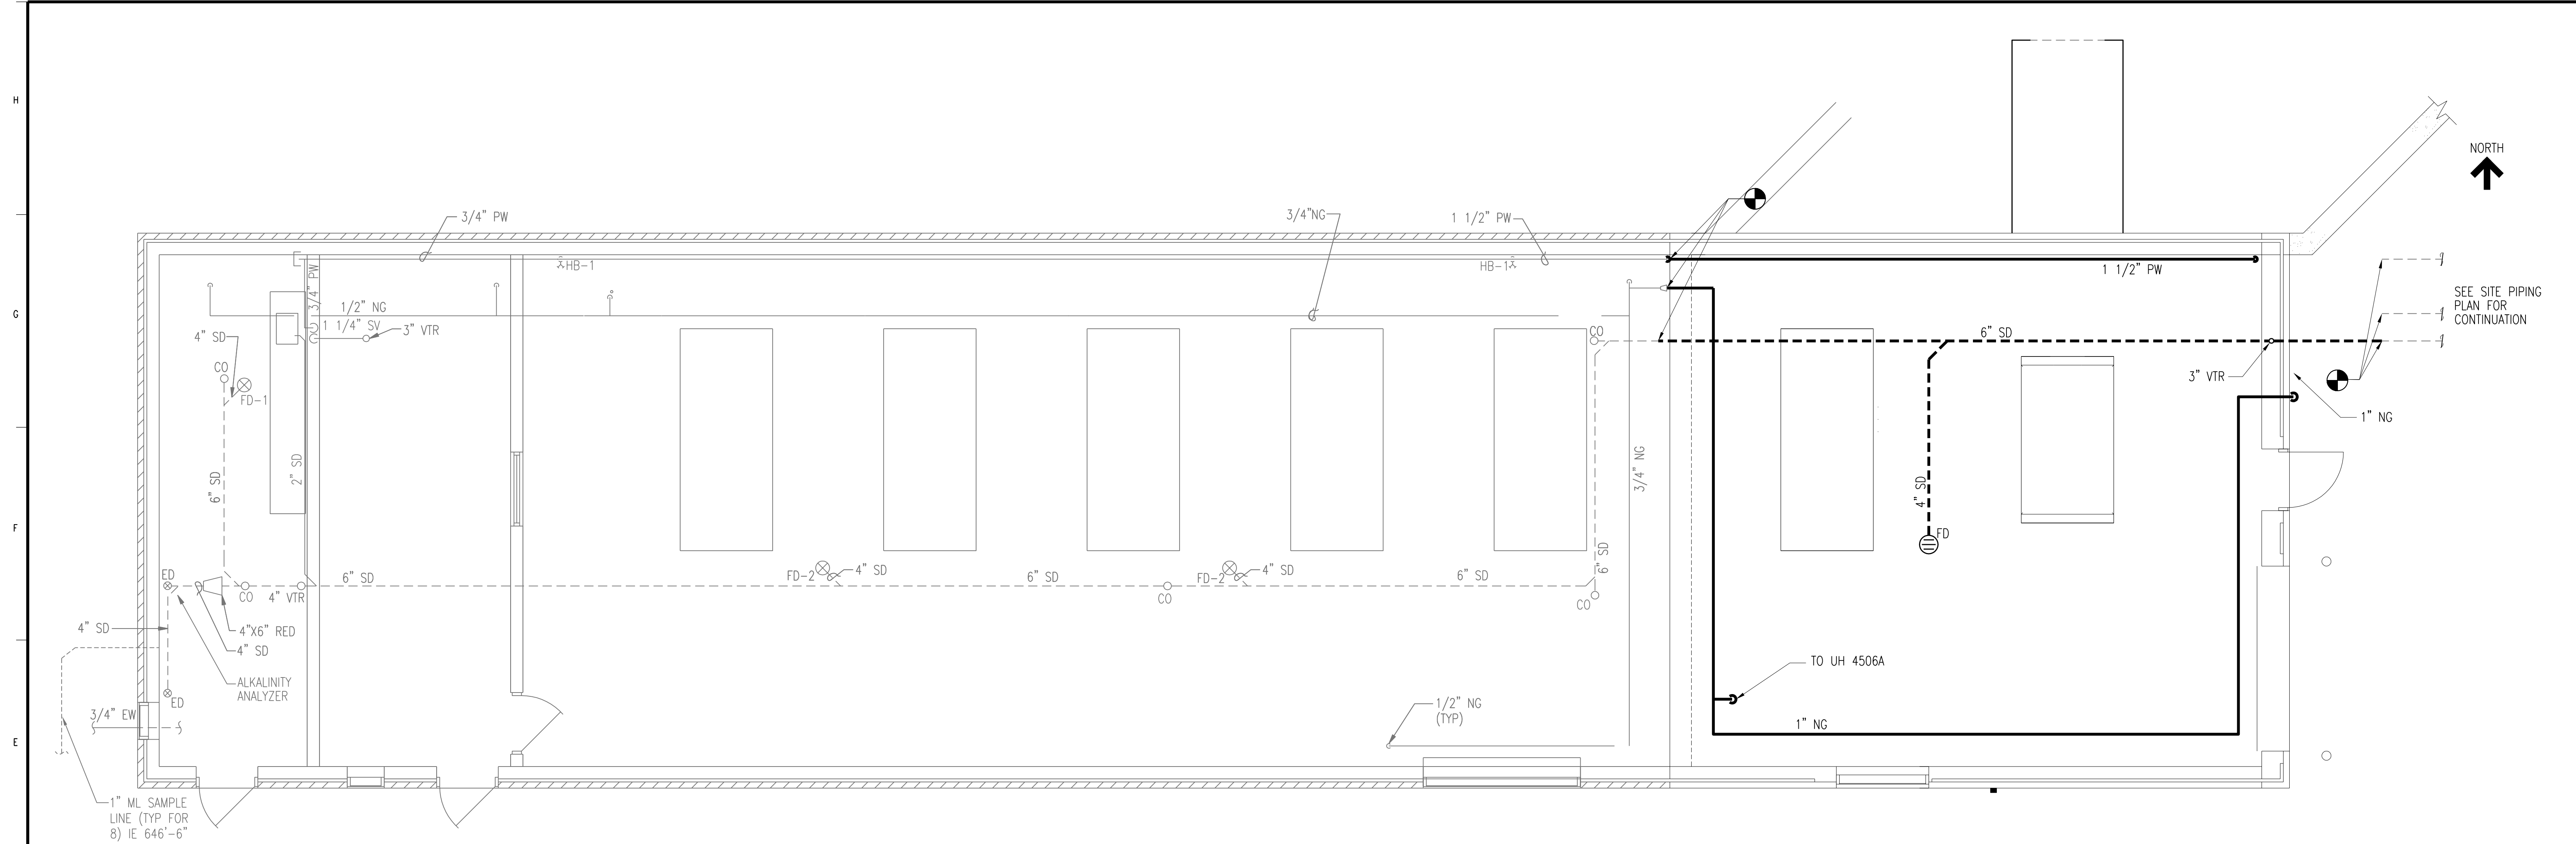 H
NORTH
3/4" PW
3/4"NG
1 1/2" PW
HB-1
HB-1
1 1/2" PW
3/4" PW
SEE SITE PIPING
PLAN FOR
CONTINUATION
G
1/2" NG
1 1/4" SV
3" VTR
4" SD
CO
6" SD
CO
3" VTR
FD-1
1" NG
2" SD
6" SD
3/4" NG
4" SD
F
FD
6" SD
ED
6" SD
FD-2
4" SD
6" SD
FD-2
4" SD
6" SD
CO
4" VTR
CO
CO
4" SD
4"X6" RED
4" SD
TO UH 4506A
ALKALINITY
ANALYZER
ED
3/4" EW
1/2" NG
(TYP)
1" NG
E
1" ML SAMPLE
LINE (TYP FOR
8) IE 646'-6"